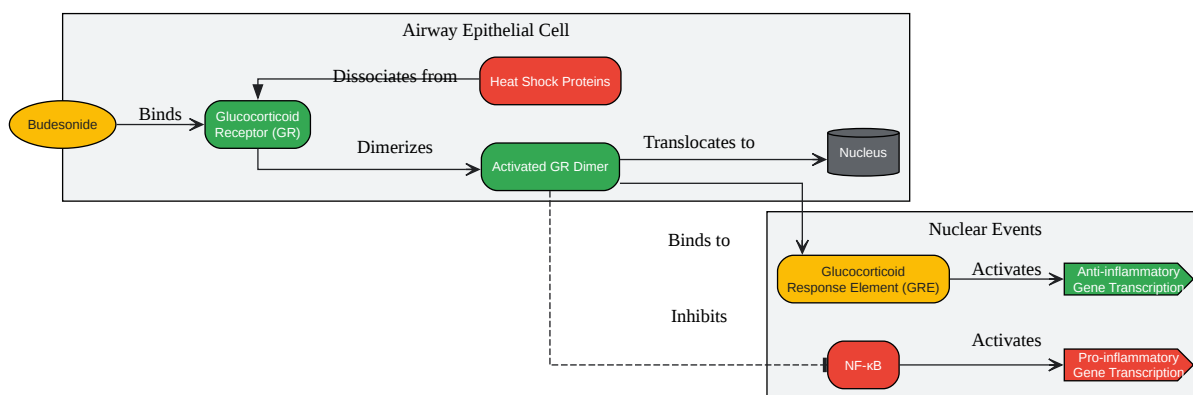 Airway Epithelial Cell
Dissociates from
Heat Shock Proteins
Budesonide
Binds
Glucocorticoid
Receptor (GR)
Dimerizes
Activated GR Dimer
Translocates to
Nucleus
Nuclear Events
Binds to
Glucocorticoid
Response Element (GRE)
Activates
Anti-inflammatory
Gene Transcription
Inhibits
NF-κB
Activates
Pro-inflammatory
Gene Transcription